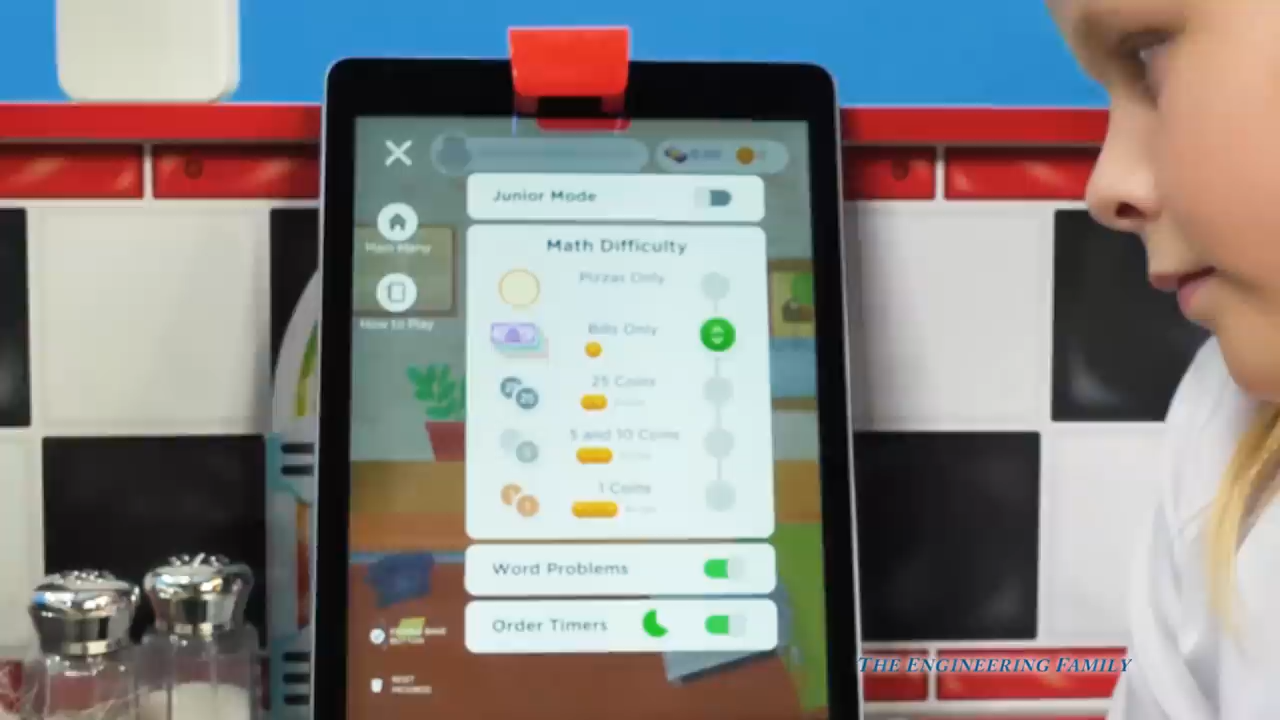 Junior Mode
Math Difficulty
Main Menu
Pizzas Only
How to Play
Bills Only
25 Coins
5 and 10 Coins
1 Coins
Word Problems
Order Timers
THE ENGINEERING FAMILY